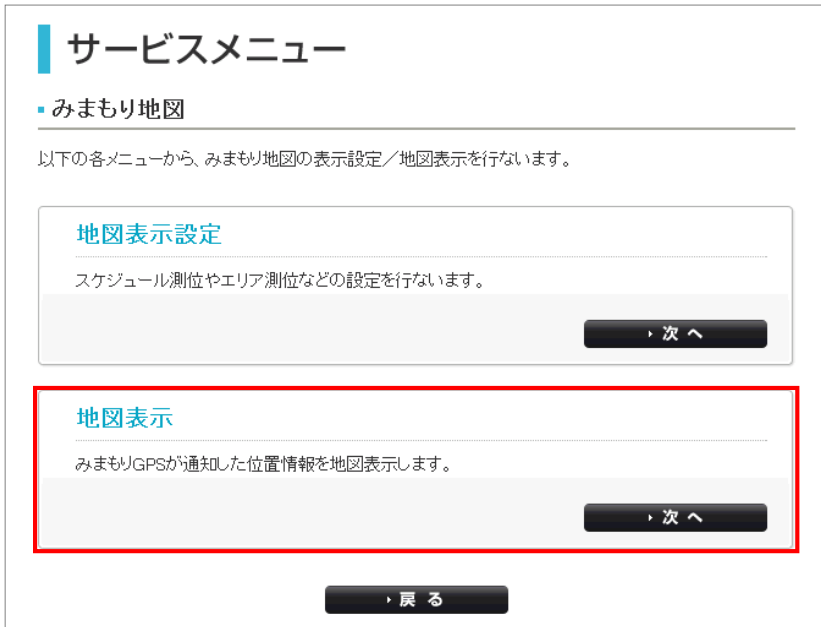 サービスメニュー
みまもり地図
以下の各メニューから、みまもり地図の表示設定／地図表示を行ないます。
地図表示設定
スケジュール測位やエリア測位などの設定を行ないます。
次へ
地図表示
みまもりGPSが通知した位置情報を地図表示します。
次へ
戻る